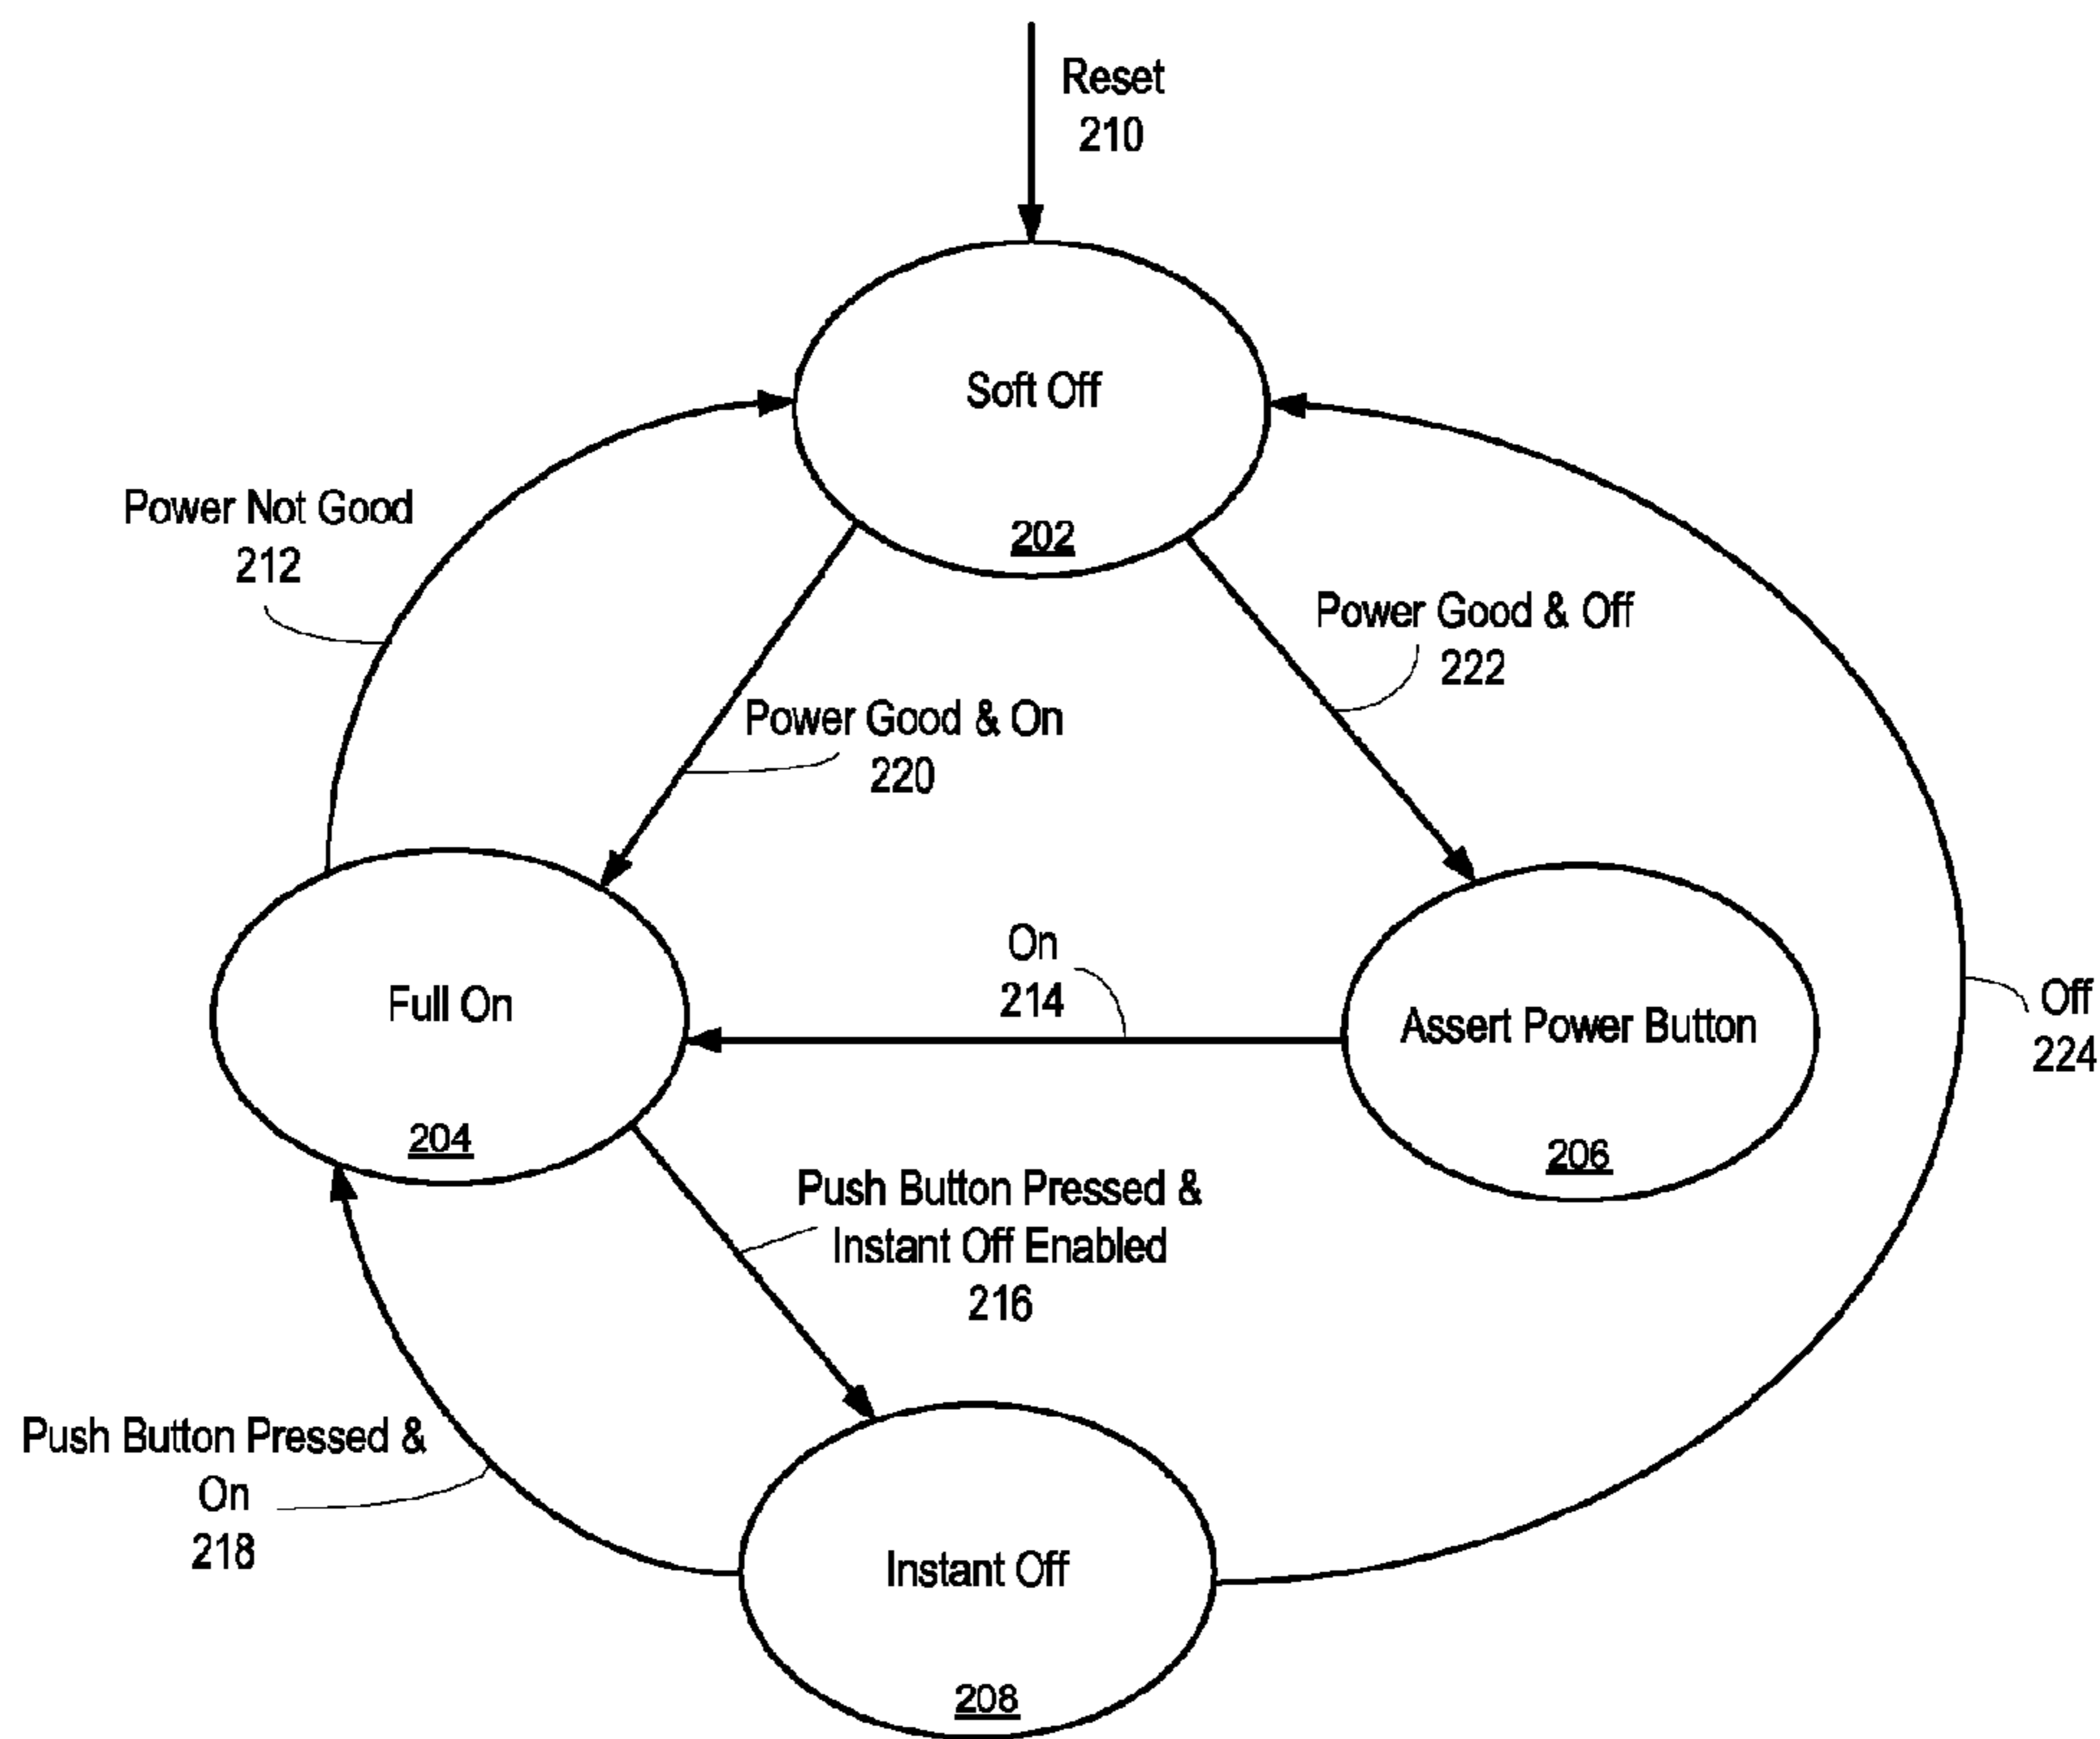 Reset
210
Soft Off
202
Power Not Good
212
Power Good & Off
222
Power Good & On
220
On
214
Full On
204
Assert Power Button
206
Off
224
Push Button Pressed &
Instant Off Enabled
216
Push Button Pressed &
On
218
Instant Off
208